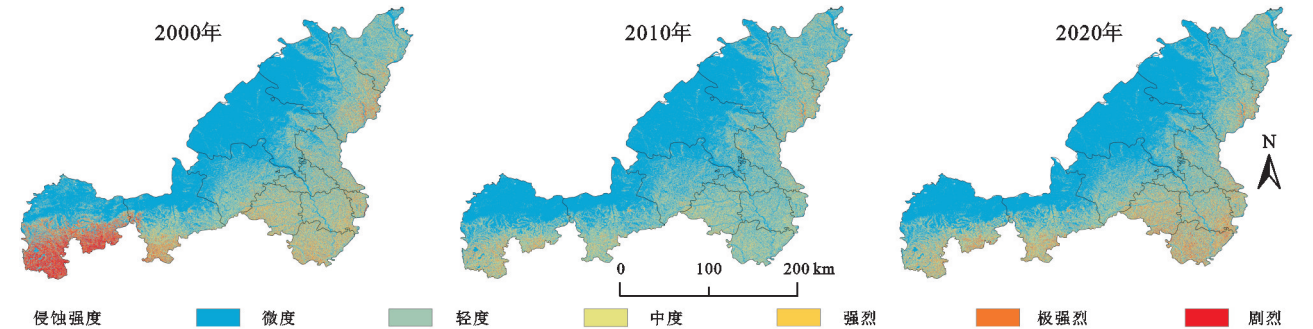 2000年
2010年
2020年
N
0 100 200 km
侵蚀强度 微度 轻度 中度 强烈 极强烈 剧烈